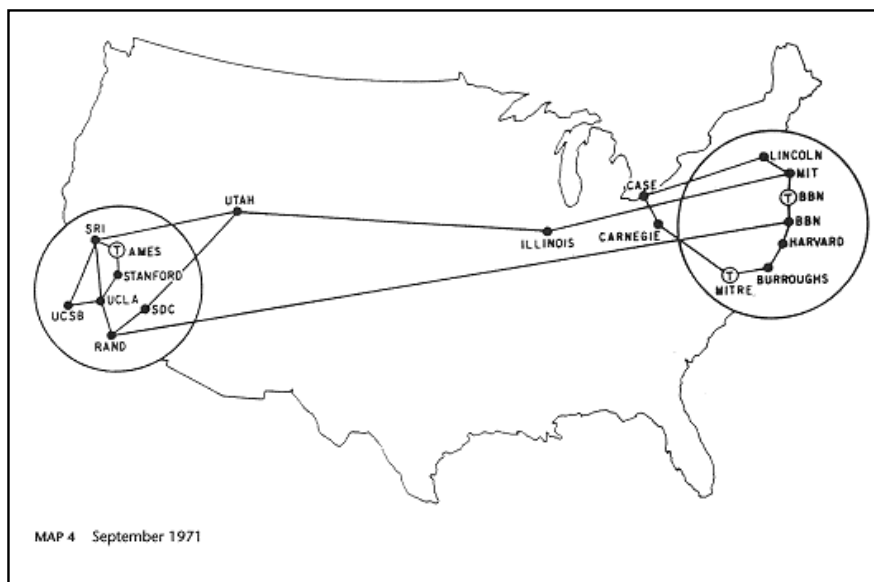 LINCOLN
MIT
CASE
T BBN
UTAH
BBN
SRI
ILLINOIS
CARNEGIE
HARVARD
T AMES
STANFORD
BURROUGHS
T
MITRE
UCLA
SDC
UCSB
RAND
MAP 4 September 1971